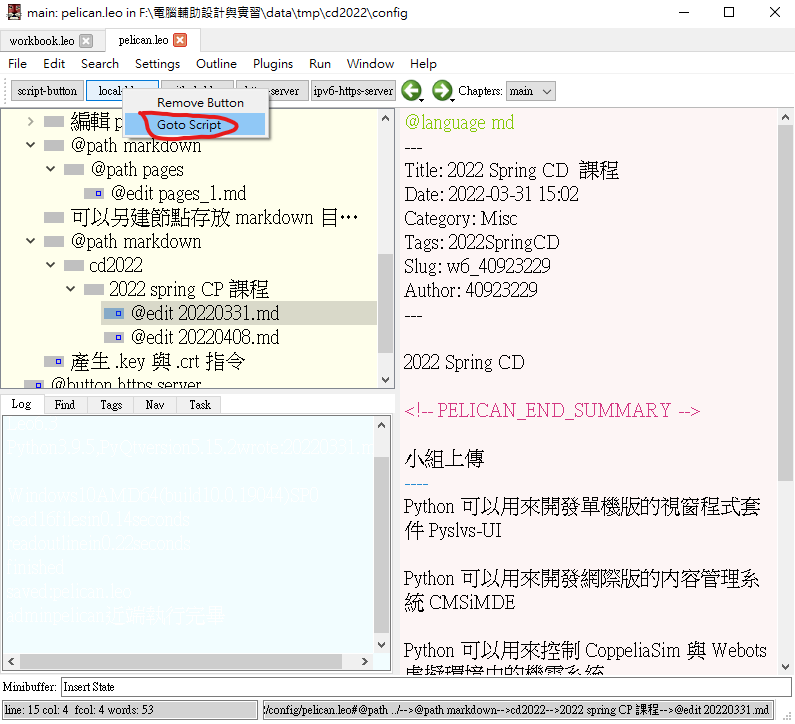 main: pelican.leo in F:\電腦輔助設計與實習\data\tmp\cd2022\config
workbook.leo
pelican.leo
File Edit Search Settings Outline Plugins Run Window Help
script-button
ipv6-https-server
Chapters: main
Remove Button
Goto Script
編輯
@path markdown
@path pages
@edit pages_1.md
可以另建節點存放 markdown 目…
@path markdown
cd2022
2022 spring CP 課程
@edit 20220331.md
@edit 20220408.md
產生 .key 與 .crt 指令
@button https server
Log Find Tags Nav Task
@language md
---
Title: 2022 Spring CD 課程
Date: 2022-03-31 15:02
Category: Misc
Tags: 2022SpringCD
Slug: w6_40923229
Author: 40923229
---
2022 Spring CD
<!-- PELICAN_END_SUMMARY -->
小組上傳
----
Python 可以用來開發單機版的視窗程式套
件 Pyslvs-UI
Python 可以用來開發網際版的內容管理系
統 CMSiMDE
Python 可以用來控制 CoppeliaSim 與 Webots
虛擬環境中的機電系統
Minibuffer: Insert State
line: 15 col: 4 fcol: 4 words: 53
:/config/pelican.leo#@path ../-->@path markdown-->cd2022-->2022 spring CP 課程-->@edit 20220331.md